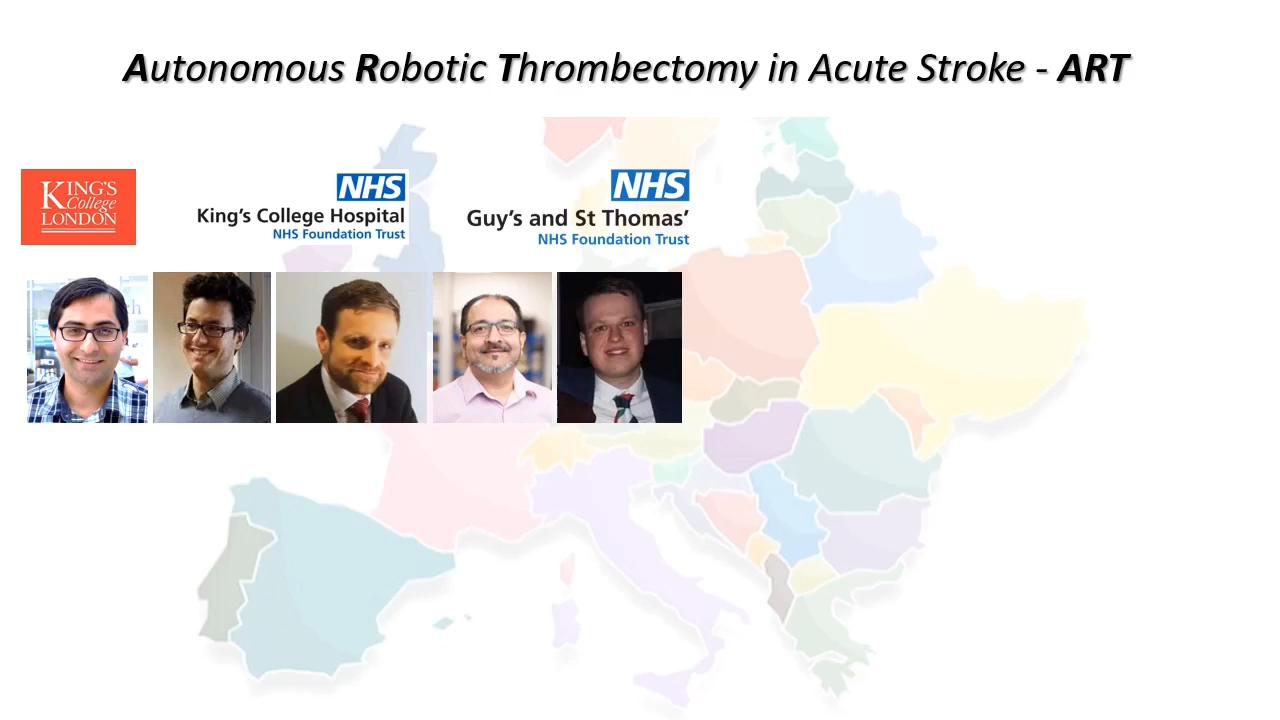 Autonomous Robotic Thrombectomy in Acute Stroke - ART
KING'S
College
LONDON
NHS
King's College Hospital
NHS Foundation Trust
NHS
Guy's and St Thomas'
NHS Foundation Trust